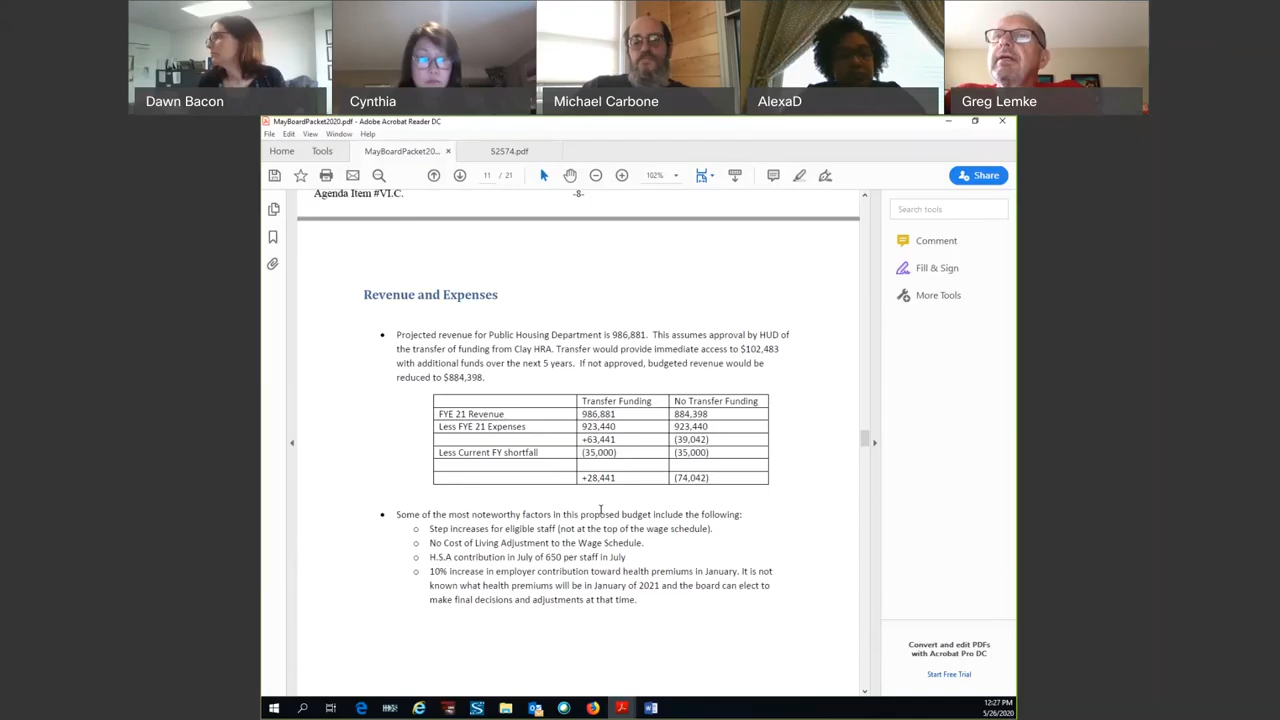 Dawn Bacon
Cynthia
Michael Carbone
AlexaD
Greg Lemke
MayBoardPacket2020.pdf - Adobe Acrobat Reader DC
File Edit View Window Help
Home Tools MayBoardPacket20... × 52574.pdf
11 / 21 102% Share
Agenda Item #VI.C. -8-
Search tools
Comment
Fill & Sign
More Tools
Revenue and Expenses
• Projected revenue for Public Housing Department is 986,881. This assumes approval by HUD of
the transfer of funding from Clay HRA. Transfer would provide immediate access to $102,483
with additional funds over the next 5 years. If not approved, budgeted revenue would be
reduced to $884,398.
Transfer Funding No Transfer Funding
FYE 21 Revenue 986,881 884,398
Less FYE 21 Expenses 923,440 923,440
+63,441 (39,042)
Less Current FY shortfall (35,000) (35,000)
+28,441 (74,042)
• Some of the most noteworthy factors in this proposed budget include the following:
o Step increases for eligible staff (not at the top of the wage schedule).
o No Cost of Living Adjustment to the Wage Schedule.
o H.S.A contribution in July of 650 per staff in July
o 10% increase in employer contribution toward health premiums in January. It is not
known what health premiums will be in January of 2021 and the board can elect to
make final decisions and adjustments at that time.
Convert and edit PDFs
with Acrobat Pro DC
Start Free Trial
12:27 PM
5/26/2020